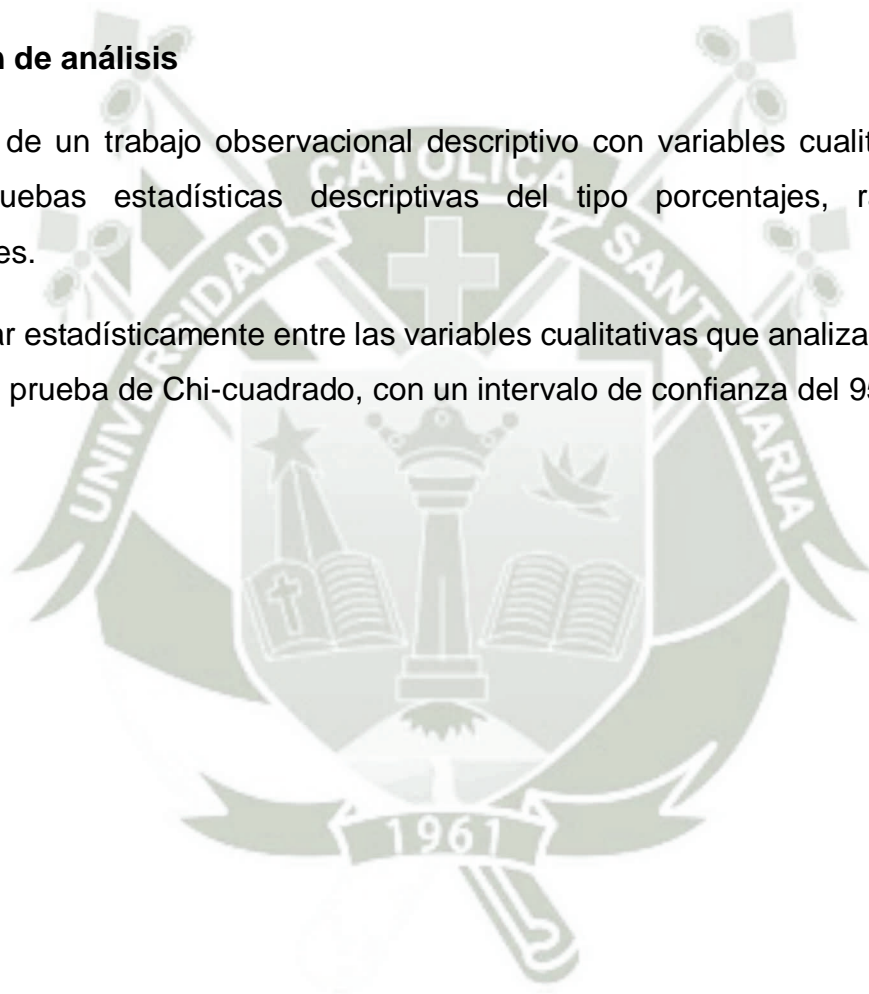 n de análisis
de un trabajo observacional descriptivo con variables cualit
uebas estadísticas descriptivas del tipo porcentajes, r
es.
ar estadísticamente entre las variables cualitativas que analiza
prueba de Chi-cuadrado, con un intervalo de confianza del 95
UNIVERSIDAD CATOLICA SANTA MARIA
1961